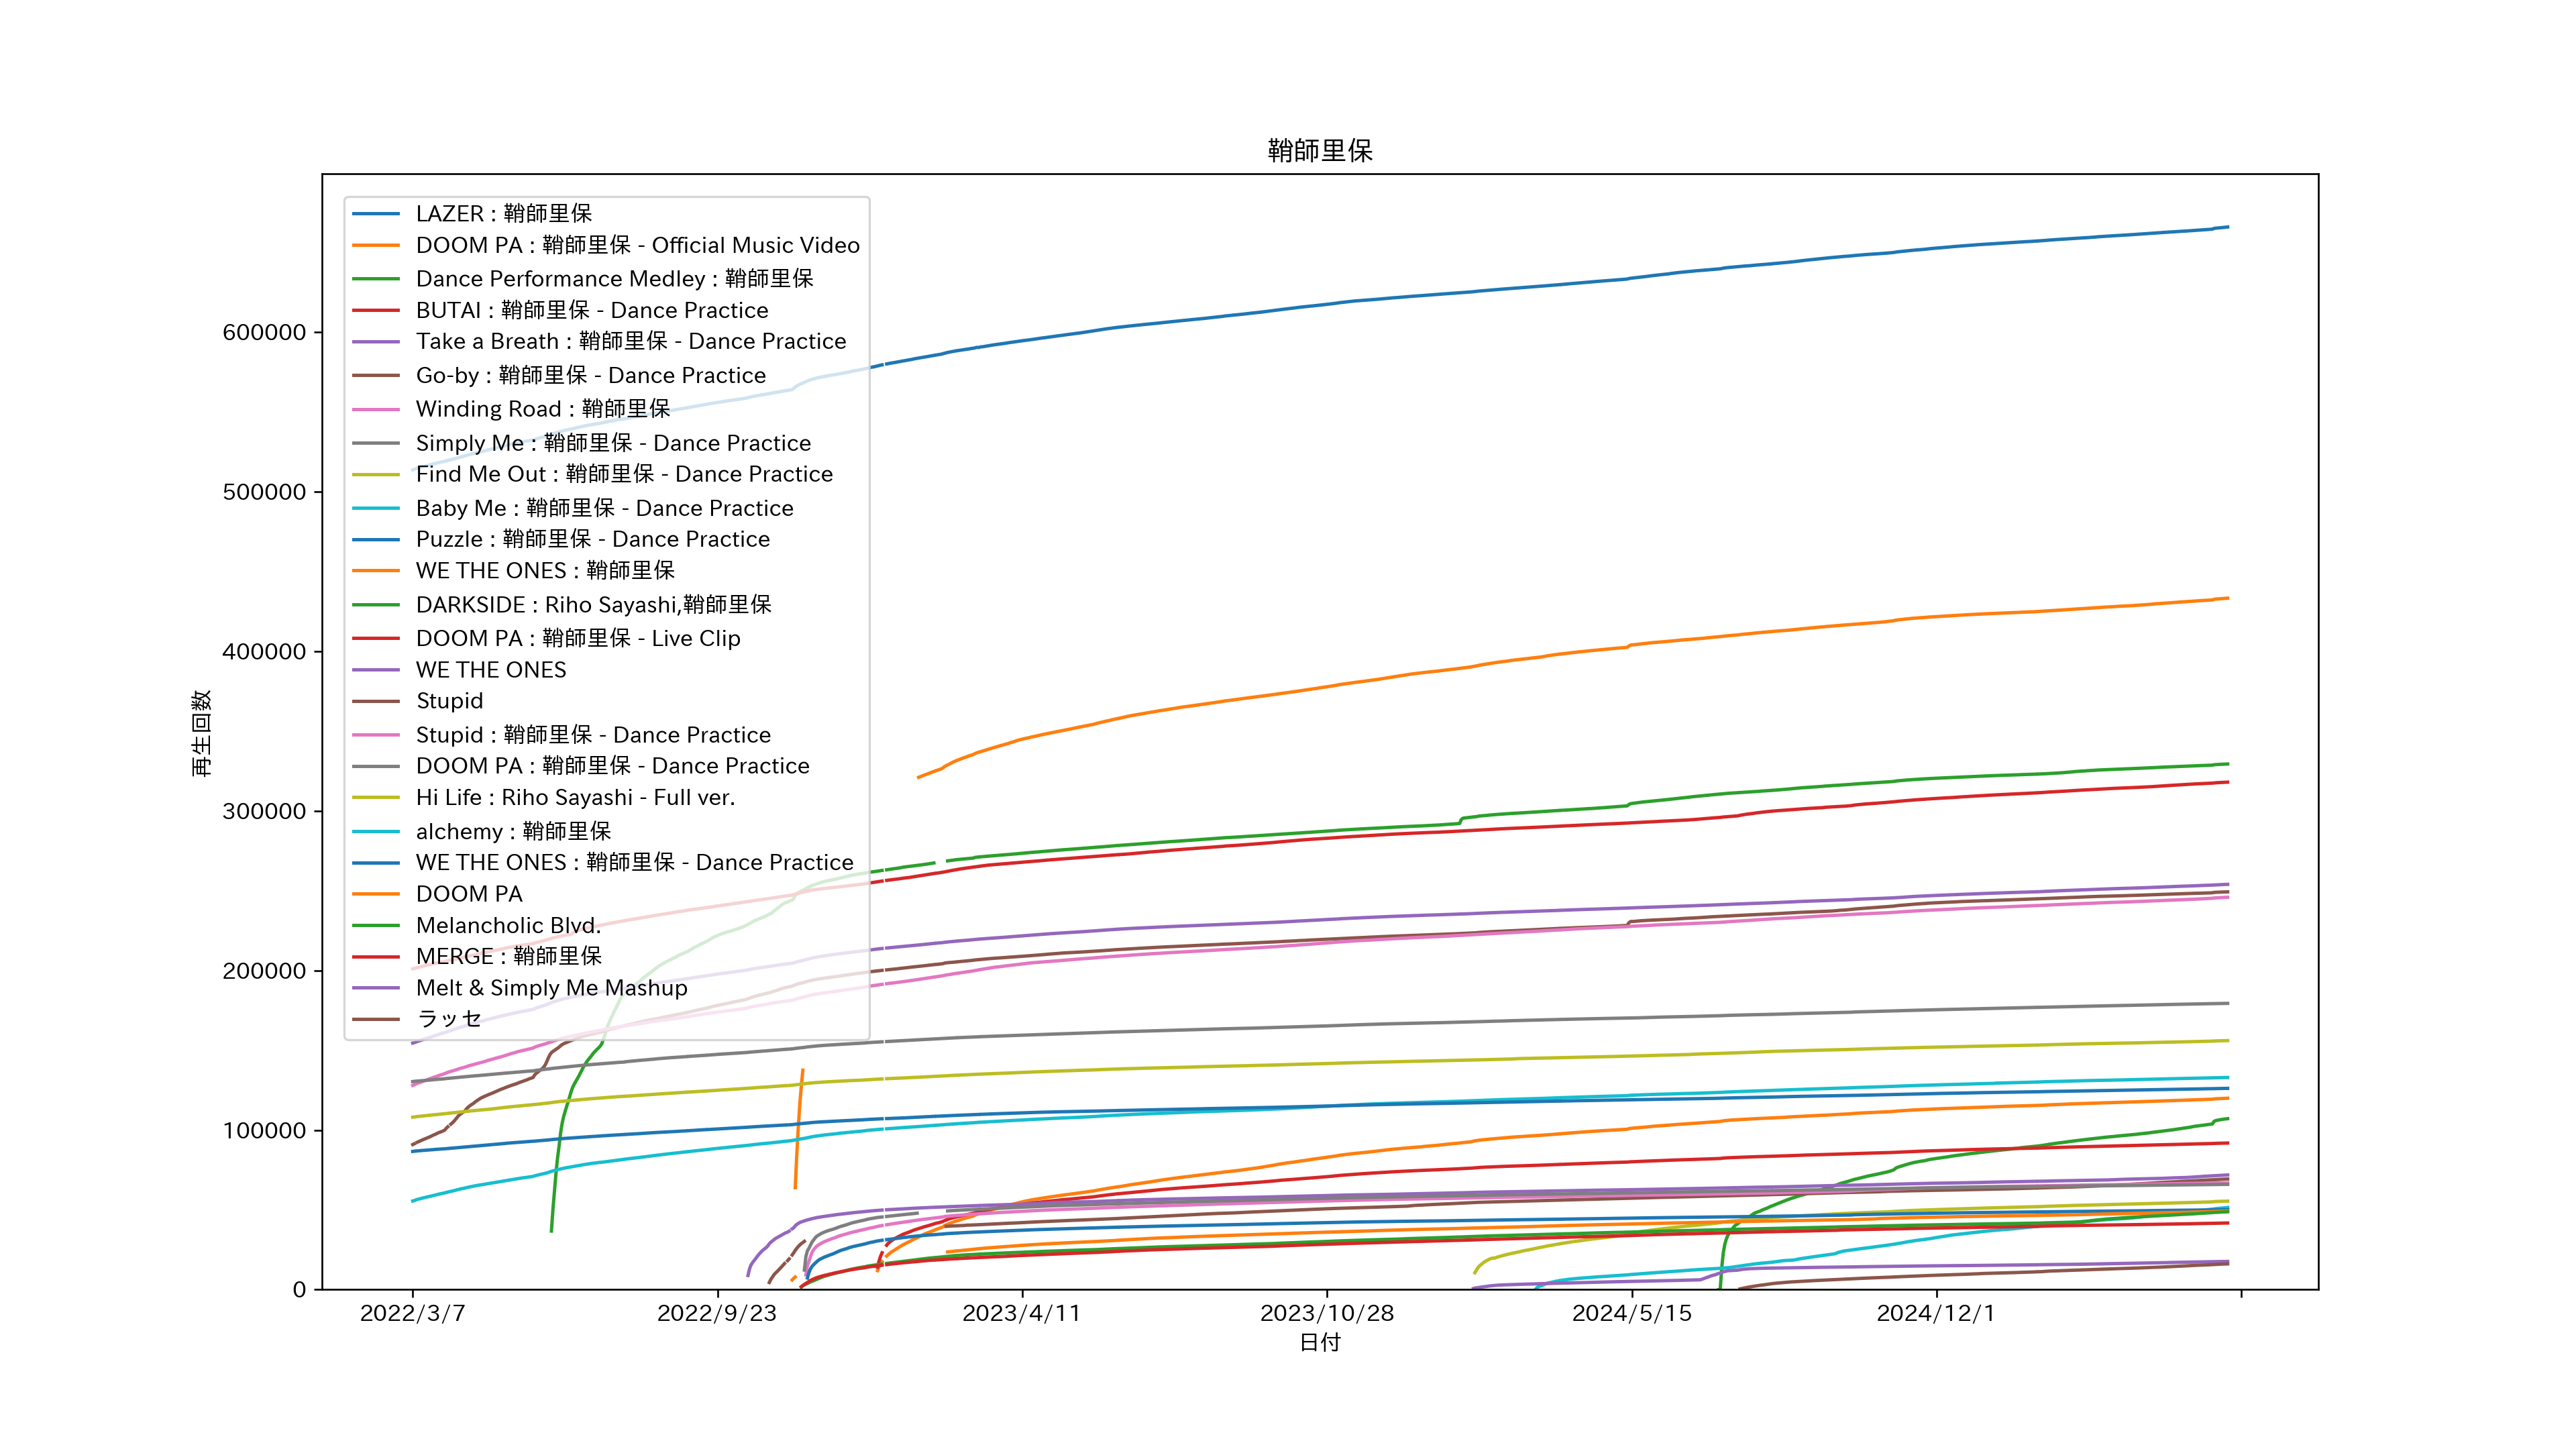 鞘師里保
LAZER : 鞘師里保
DOOM PA : 鞘師里保 - Official Music Video
Dance Performance Medley : 鞘師里保
BUTAI : 鞘師里保 - Dance Practice
Take a Breath : 鞘師里保 - Dance Practice
Go-by : 鞘師里保 - Dance Practice
Winding Road : 鞘師里保
Simply Me : 鞘師里保 - Dance Practice
Find Me Out : 鞘師里保 - Dance Practice
Baby Me : 鞘師里保 - Dance Practice
Puzzle : 鞘師里保 - Dance Practice
WE THE ONES : 鞘師里保
DARKSIDE : Riho Sayashi,鞘師里保
DOOM PA : 鞘師里保 - Live Clip
WE THE ONES
Stupid
Stupid : 鞘師里保 - Dance Practice
DOOM PA : 鞘師里保 - Dance Practice
Hi Life : Riho Sayashi - Full ver.
alchemy : 鞘師里保
WE THE ONES : 鞘師里保 - Dance Practice
DOOM PA
Melancholic Blvd.
MERGE : 鞘師里保
Melt & Simply Me Mashup
ラッセ
600000
500000
400000
300000
200000
100000
0
再生回数
2022/3/7
2022/9/23
2023/4/11
2023/10/28
2024/5/15
2024/12/1
日付